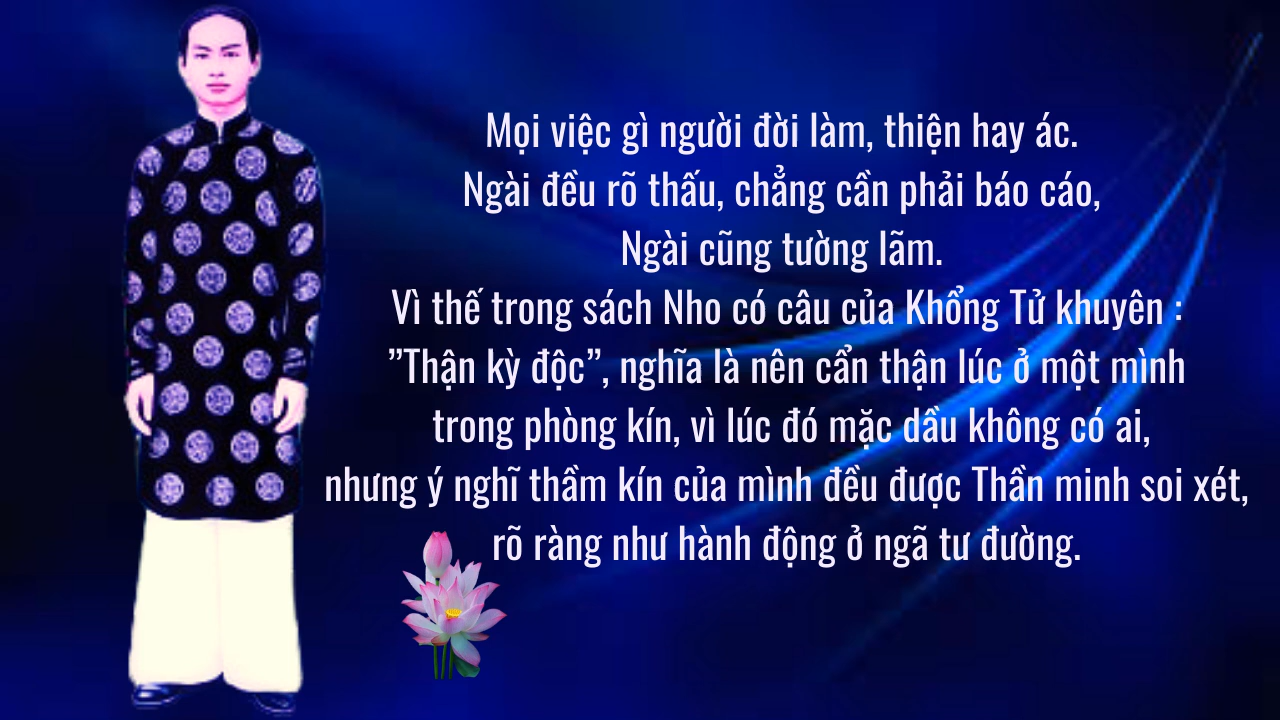 Mọi việc gì người đời làm, thiện hay ác.
Ngài đều rõ thấu, chẳng cần phải báo cáo,
Ngài cũng tường lãm.
Vì thế trong sách Nho có câu của Khổng Tử khuyên :
”Thận kỳ độc”, nghĩa là nên cẩn thận lúc ở một mình
trong phòng kín, vì lúc đó mặc dầu không có ai,
nhưng ý nghĩ thầm kín của mình đều được Thần minh soi xét,
rõ ràng như hành động ở ngã tư đường.